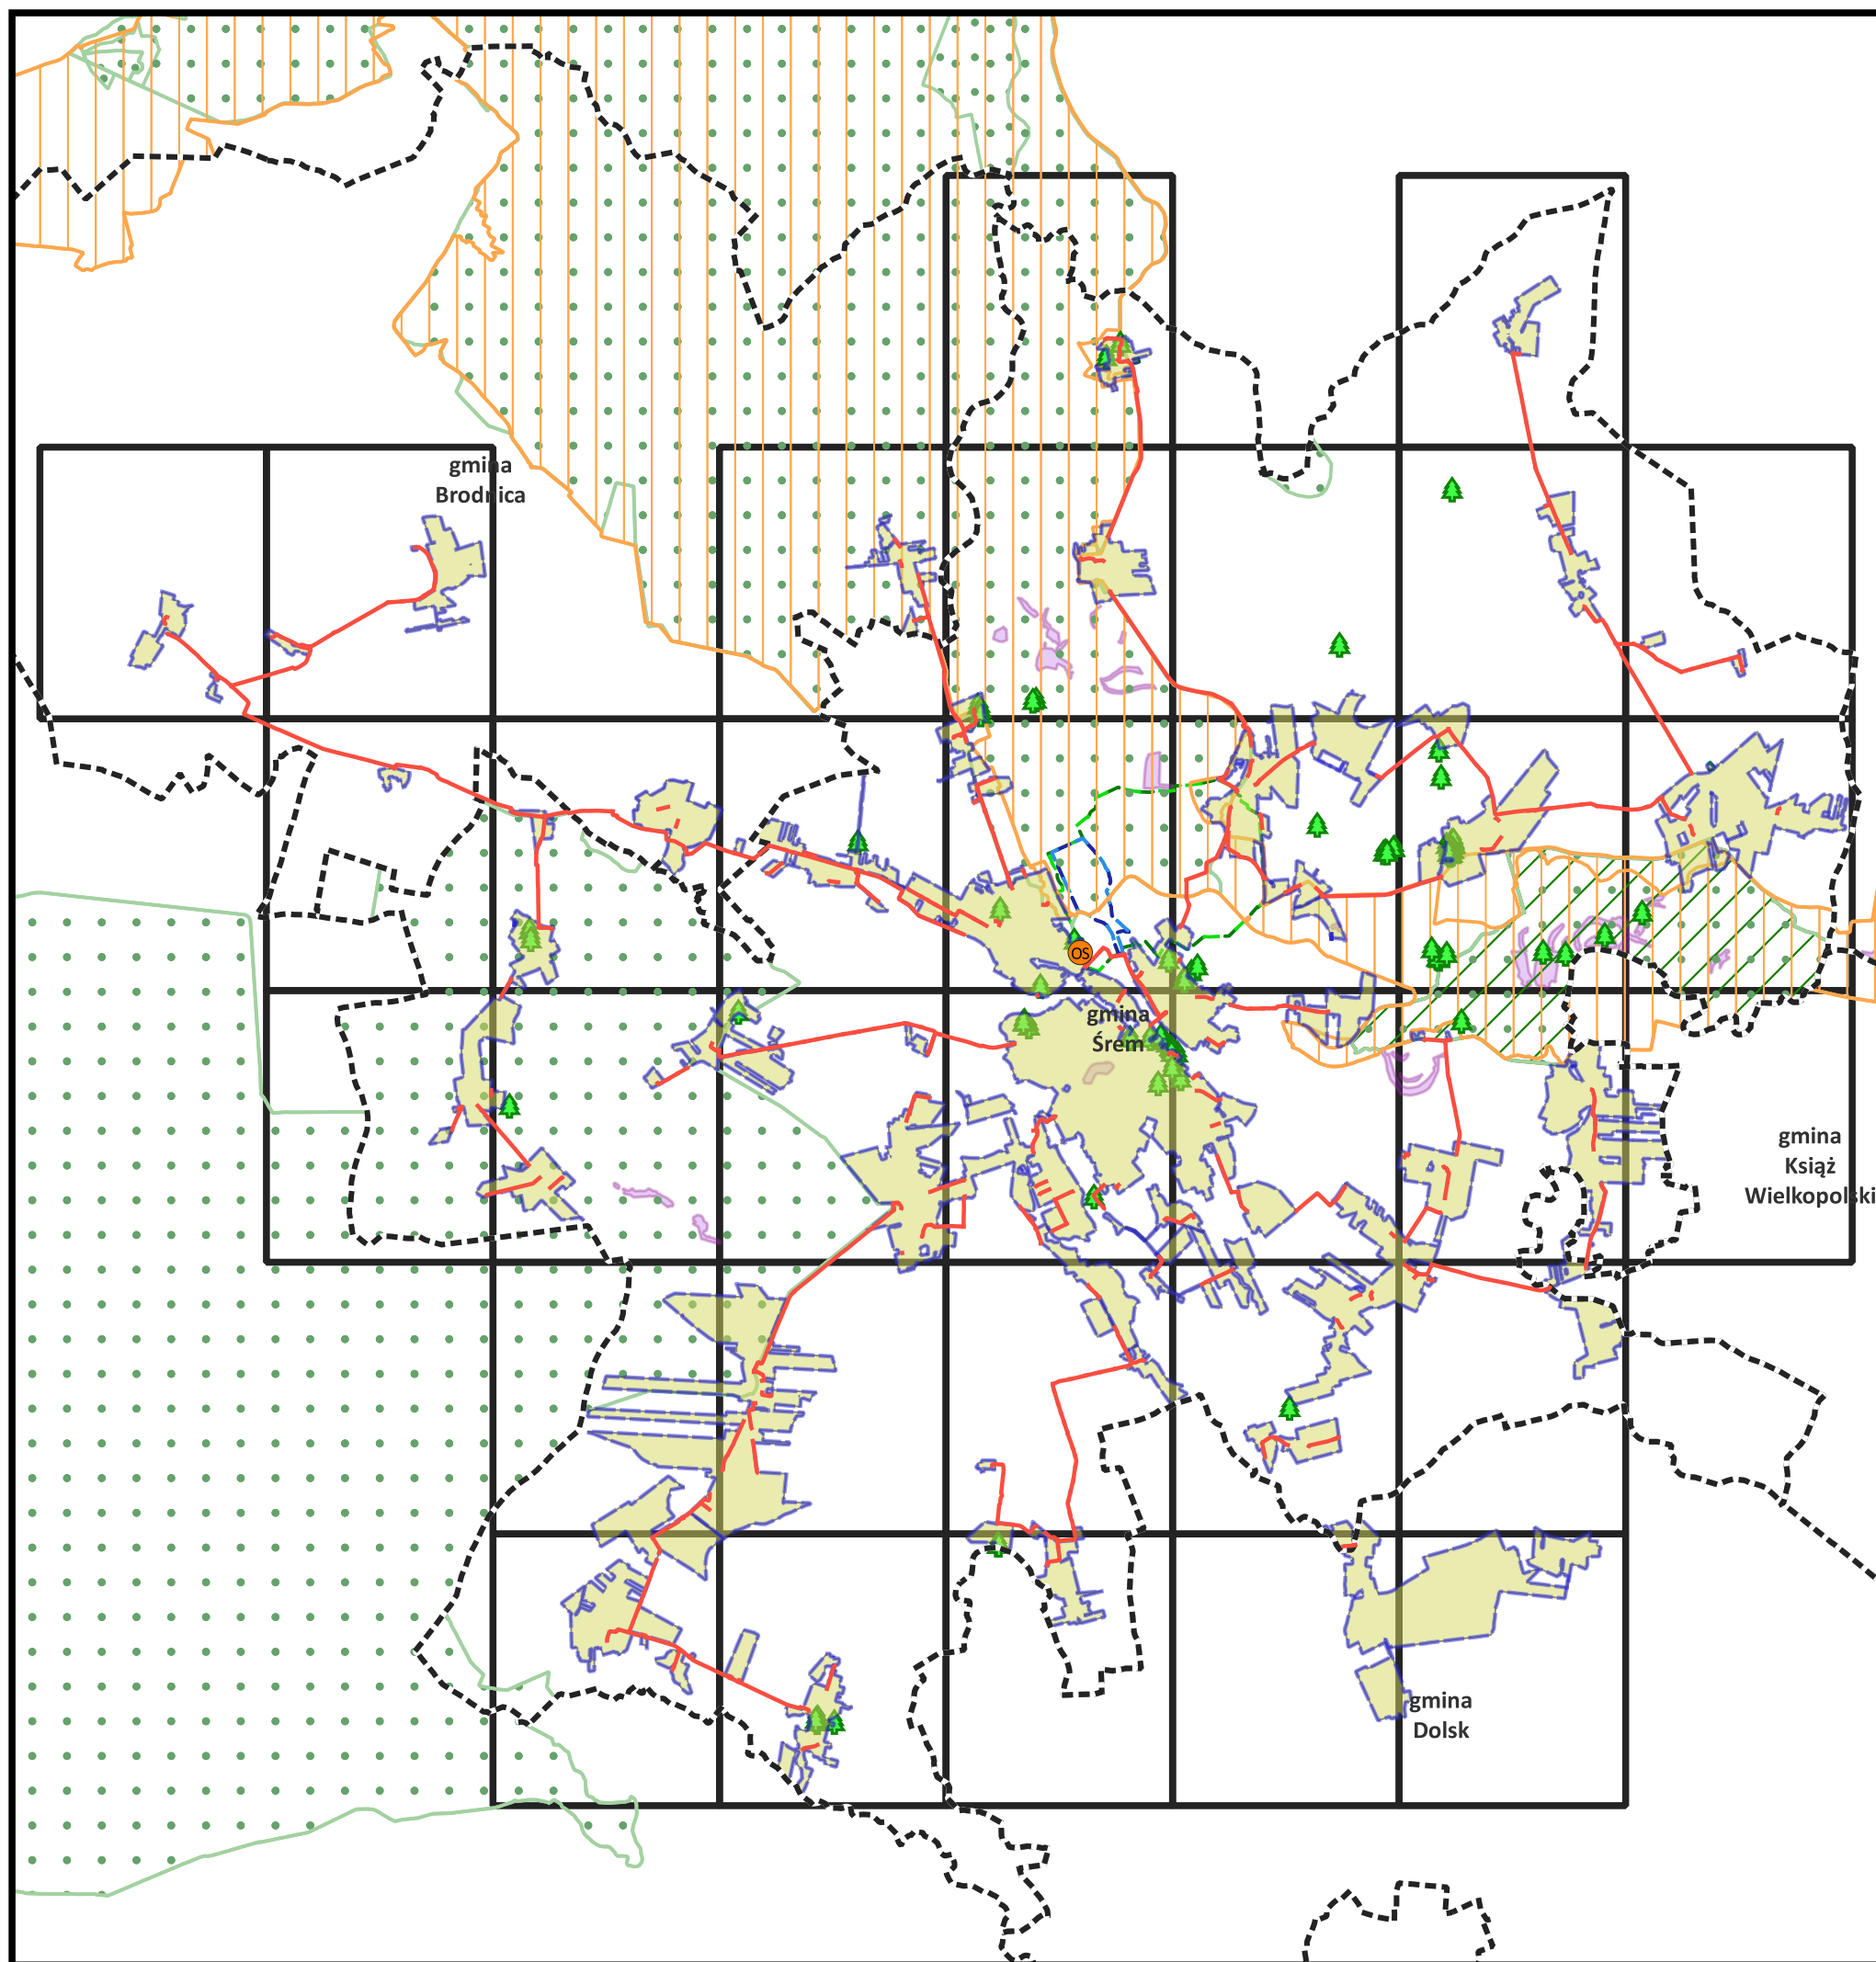 gmina
Brodnica
OS
gmina
Śrem
gmina
Książ
Wielkopolski
gmina
Dolsk